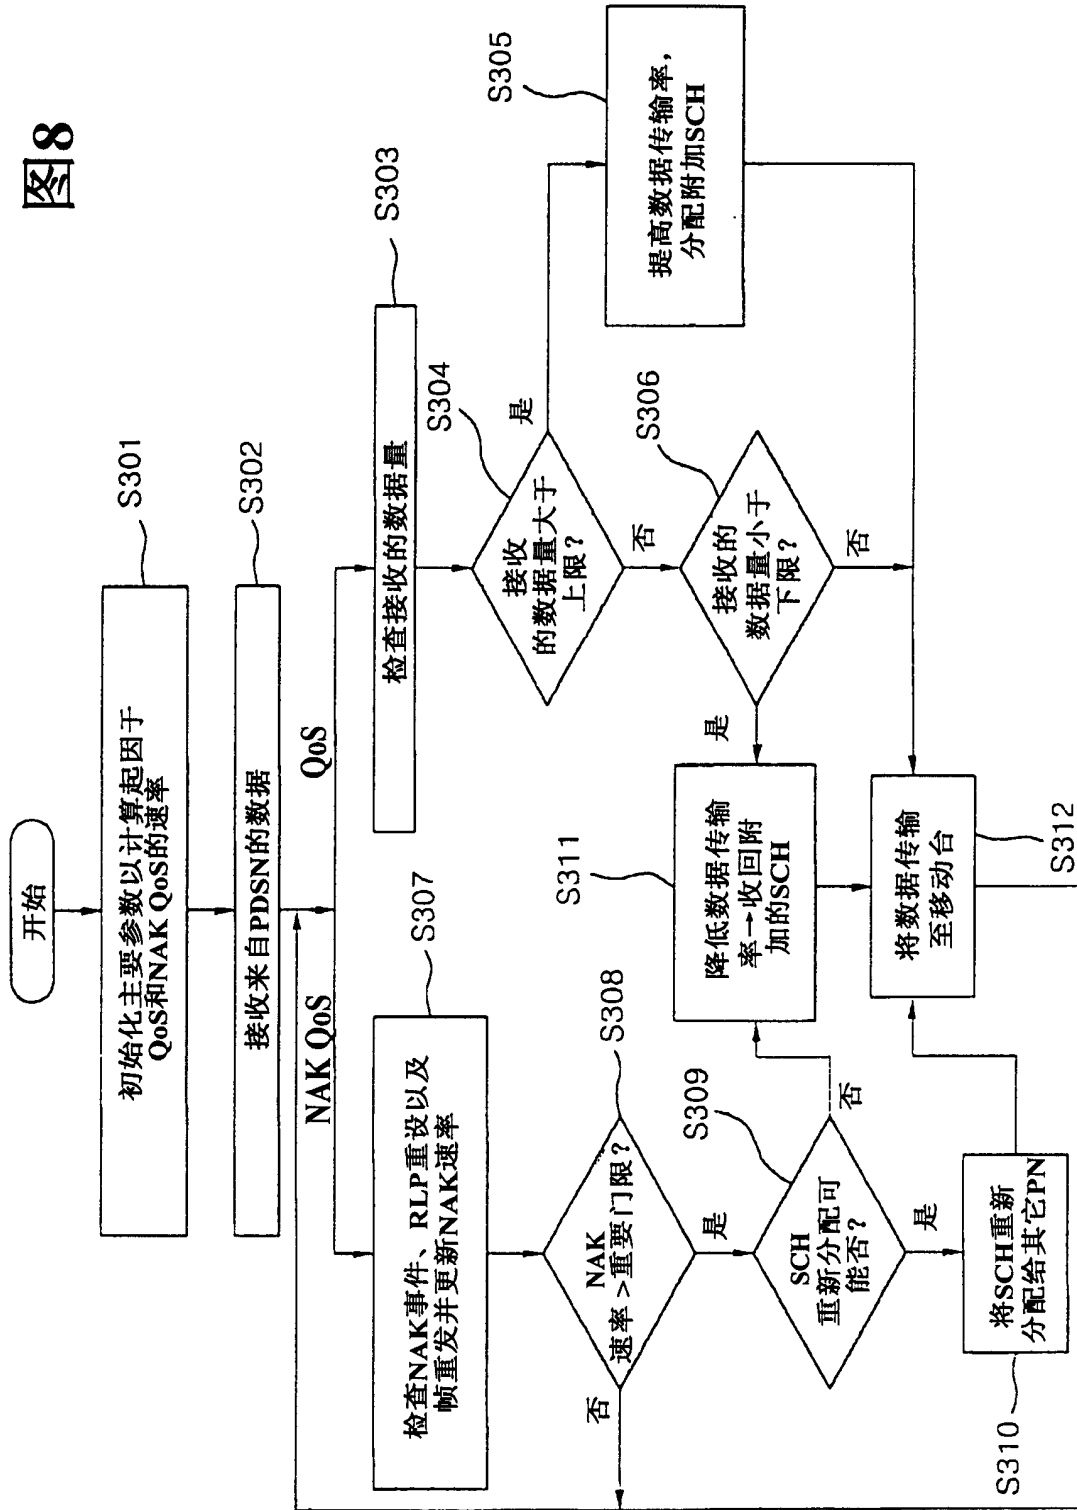 图8
开始
初始化主要参数以计算起因于
QoS和NAK QoS的速率
S301
接收来自PDSN的数据
S302
NAK QoS
QoS
检查NAK事件、RLP重设以及
帧重发并更新NAK速率
S307
检查接收的数据量
S303
接收
的数据量大于
上限?
S304
是
否
提高数据传输率，
分配附加SCH
S305
接收的
数据量小于
下限?
S306
是
否
NAK
速率>重要门限?
S308
否
是
SCH
重新分配可
能否?
S309
否
是
降低数据传输
率→收回附
加的SCH
S311
将SCH重新
分配给其它PN
S310
将数据传输
至移动台
S312